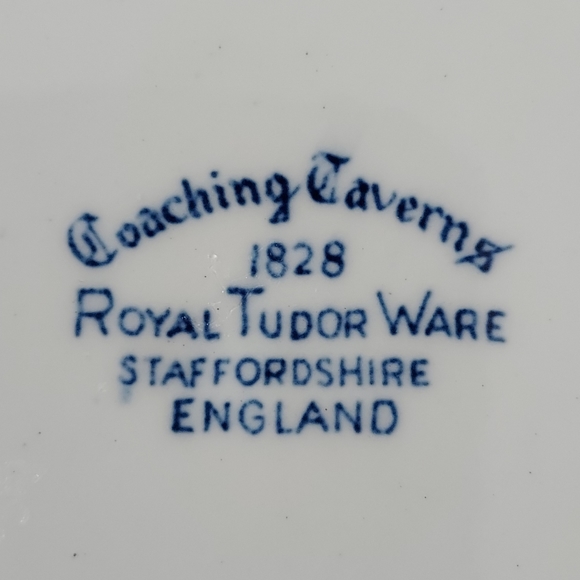 Coaching Taverns
1828
ROYAL TUDOR WARE
STAFFORDSHIRE
ENGLAND